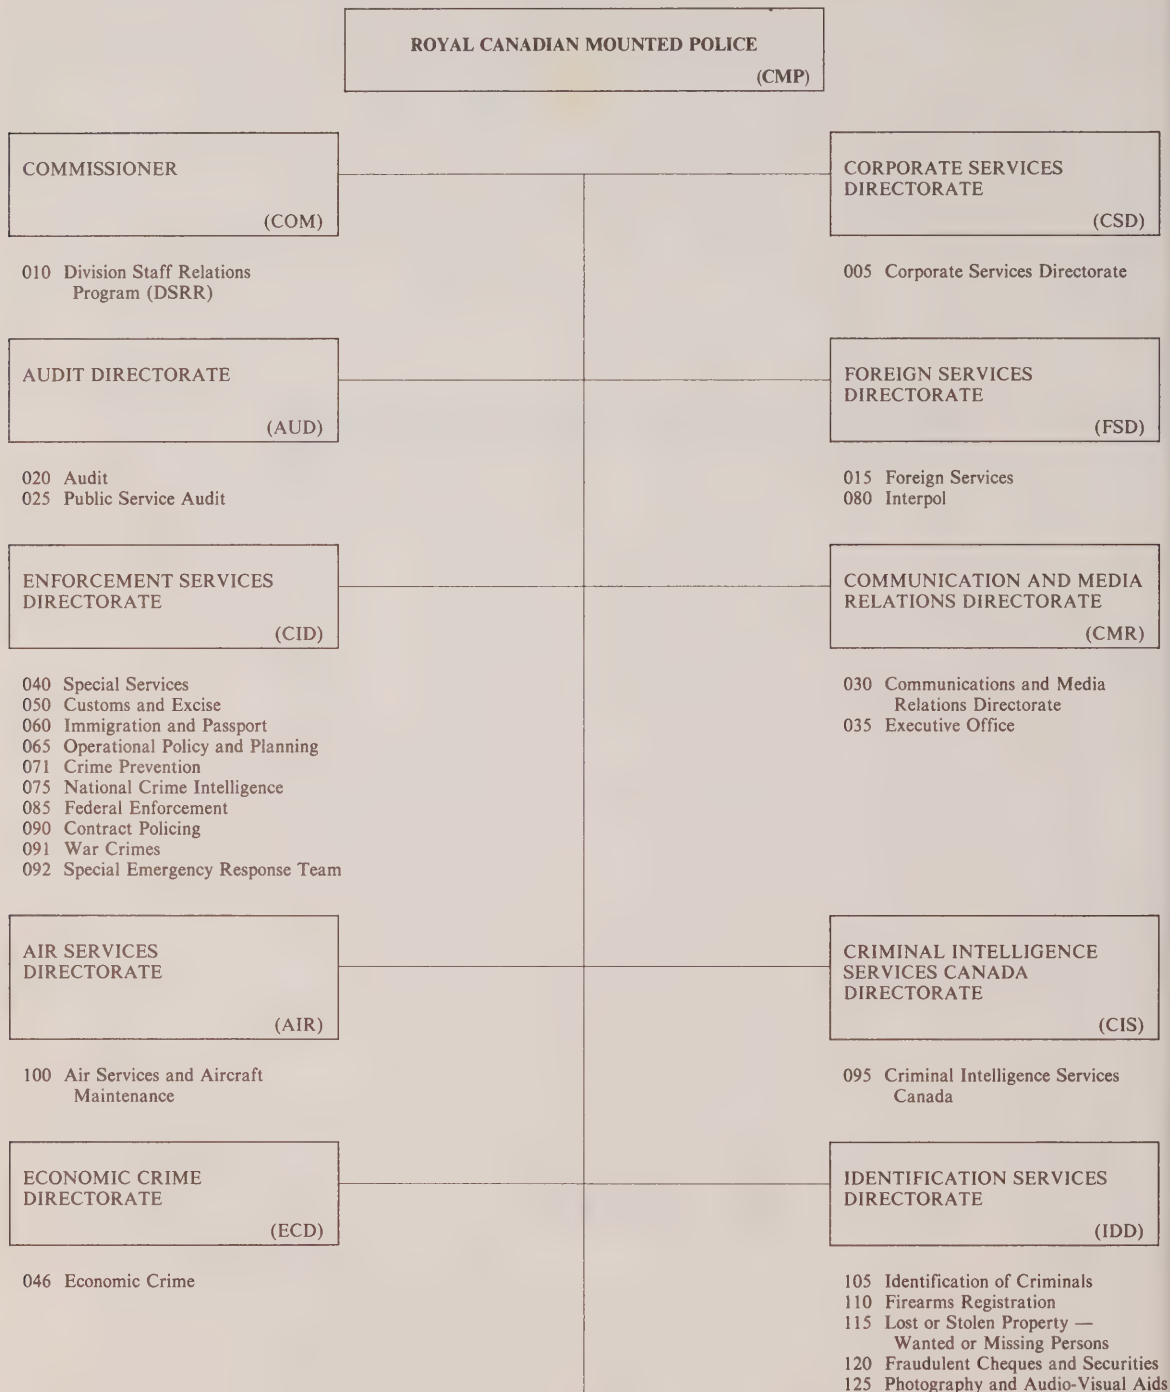 ROYAL CANADIAN MOUNTED POLICE
(CMP)
COMMISSIONER
(COM)
010 Division Staff Relations
Program (DSRR)
CORPORATE SERVICES
DIRECTORATE
(CSD)
005 Corporate Services Directorate
AUDIT DIRECTORATE
(AUD)
020 Audit
025 Public Service Audit
FOREIGN SERVICES
DIRECTORATE
(FSD)
015 Foreign Services
080 Interpol
ENFORCEMENT SERVICES
DIRECTORATE
(CID)
040 Special Services
050 Customs and Excise
060 Immigration and Passport
065 Operational Policy and Planning
071 Crime Prevention
075 National Crime Intelligence
085 Federal Enforcement
090 Contract Policing
091 War Crimes
092 Special Emergency Response Team
COMMUNICATION AND MEDIA
RELATIONS DIRECTORATE
(CMR)
030 Communications and Media
Relations Directorate
035 Executive Office
AIR SERVICES
DIRECTORATE
(AIR)
100 Air Services and Aircraft
Maintenance
CRIMINAL INTELLIGENCE
SERVICES CANADA
DIRECTORATE
(CIS)
095 Criminal Intelligence Services
Canada
ECONOMIC CRIME
DIRECTORATE
(ECD)
046 Economic Crime
IDENTIFICATION SERVICES
DIRECTORATE
(IDD)
105 Identification of Criminals
110 Firearms Registration
115 Lost or Stolen Property —
Wanted or Missing Persons
120 Fraudulent Cheques and Securities
125 Photography and Audio-Visual Aids